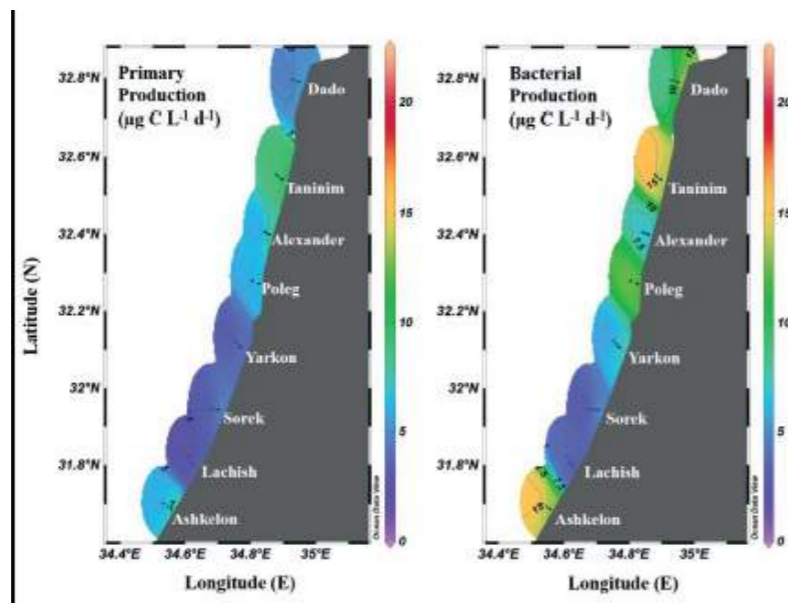 Primary
Production
(µg C L-1 d-1)
32.8°N
32.6°N
32.4°N
32.2°N
32°N
31.8°N
Latitude (N)
Dado
Taninim
Alexander
Poleg
Yarkon
Sorek
Lachish
Ashkelon
34.4°E
34.6°E
34.8°E
35°E
Longitude (E)
20
15
10
5
0
Ocean Data View
Bacterial
Production
(µg C L-1 d-1)
32.8°N
32.6°N
32.4°N
32.2°N
32°N
31.8°N
Dado
Taninim
Alexander
Poleg
Yarkon
Sorek
Lachish
Ashkelon
34.4°E
34.6°E
34.8°E
35°E
Longitude (E)
20
15
10
5
0
Ocean Data View